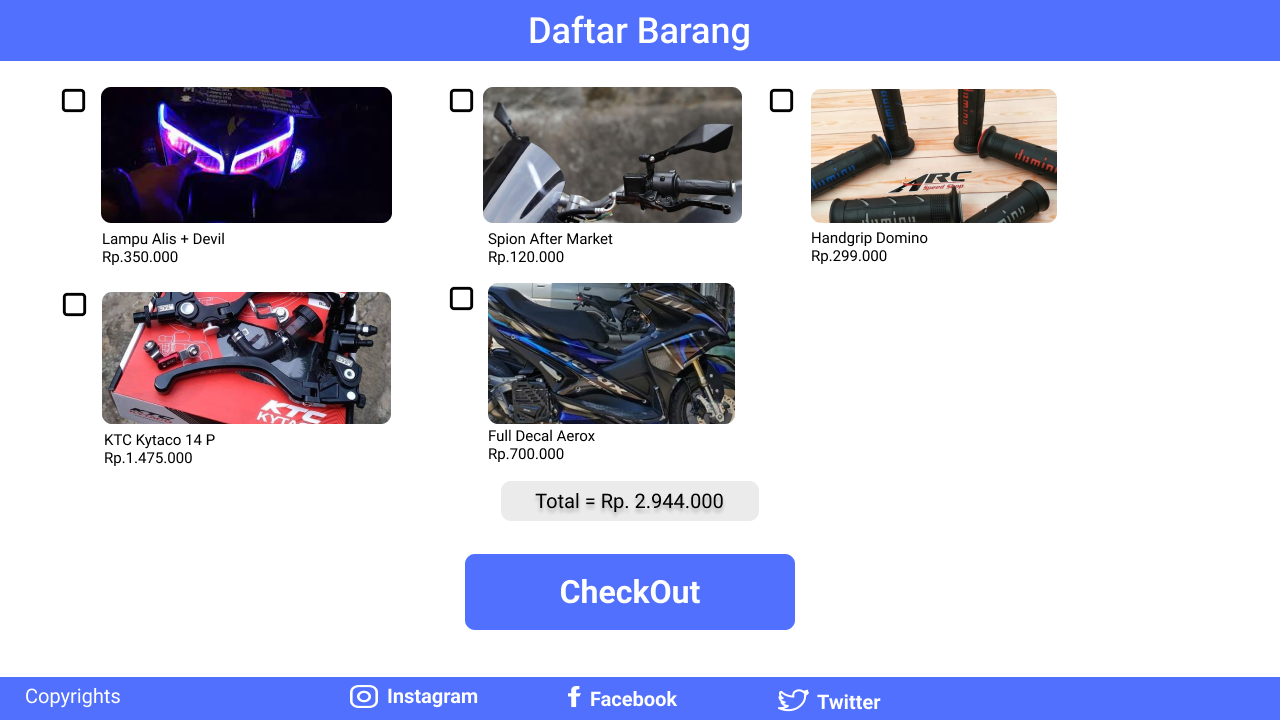 Daftar Barang
ARC
Speed Shop
domino
Lampu Alis + Devil
Rp.350.000
Spion After Market
Rp.120.000
Handgrip Domino
Rp.299.000
KTC
KYTAC
KTC Kytaco 14 P
Rp.1.475.000
Full Decal Aerox
Rp.700.000
Total = Rp. 2.944.000
CheckOut
Copyrights
Instagram
Facebook
Twitter